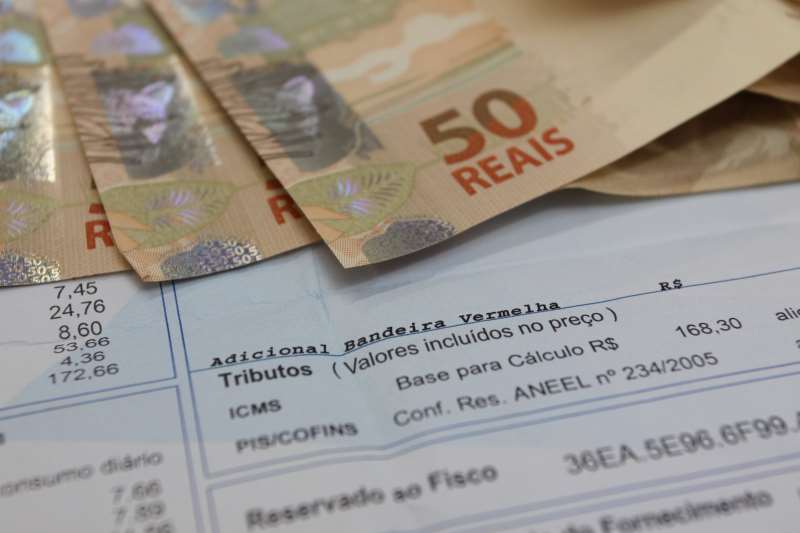 50
REAIS
R
R
7,45
24,76
8,60
53,66
4,36
172,66
Adicional Bandeira Vermelha R$
Tributos (Valores incluídos no preço)
ICMS Base para Cálculo R$ 168,30
PIS/COFINS Conf. Res. ANEEL nº 234/2005
onsumo diário
7,66
7,89
Reservado ao Fisco 36EA.5E96.6F99.
Fornecimento